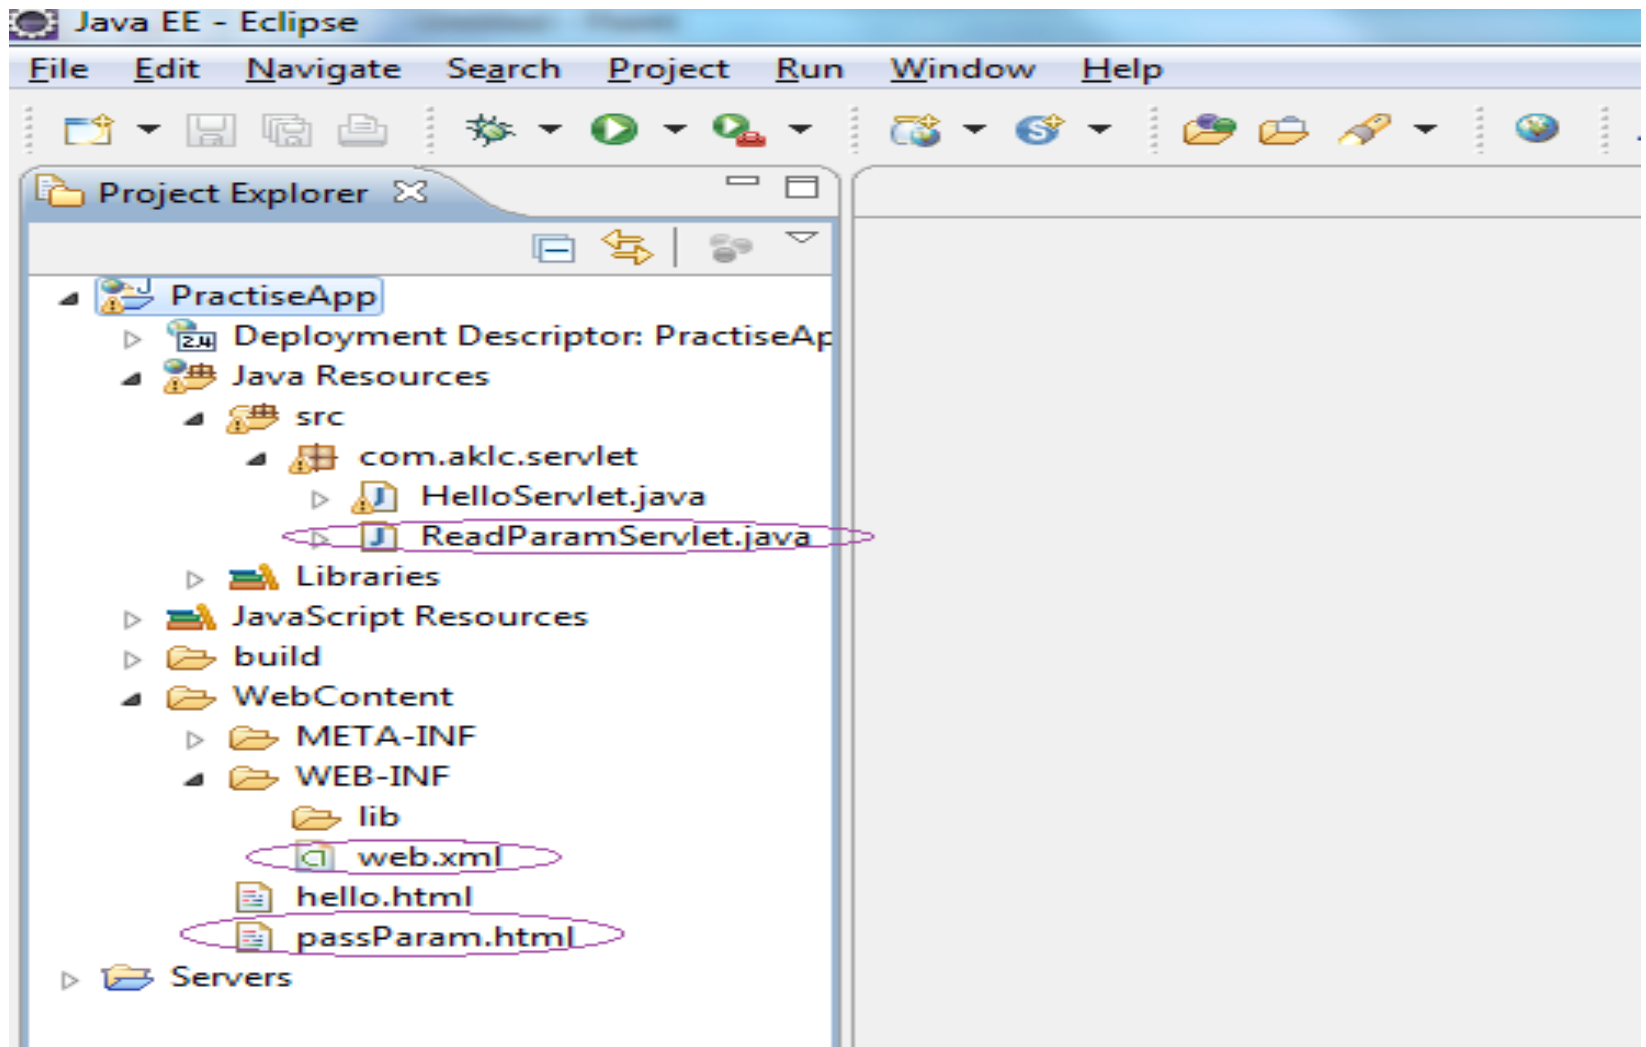 Java EE - Eclipse
File Edit Navigate Search Project Run Window Help
Project Explorer
PractiseApp
2.4 Deployment Descriptor: PractiseAp
Java Resources
src
com.aklc.servlet
HelloServlet.java
ReadParamServlet.java
Libraries
JavaScript Resources
build
WebContent
META-INF
WEB-INF
lib
web.xml
hello.html
passParam.html
Servers